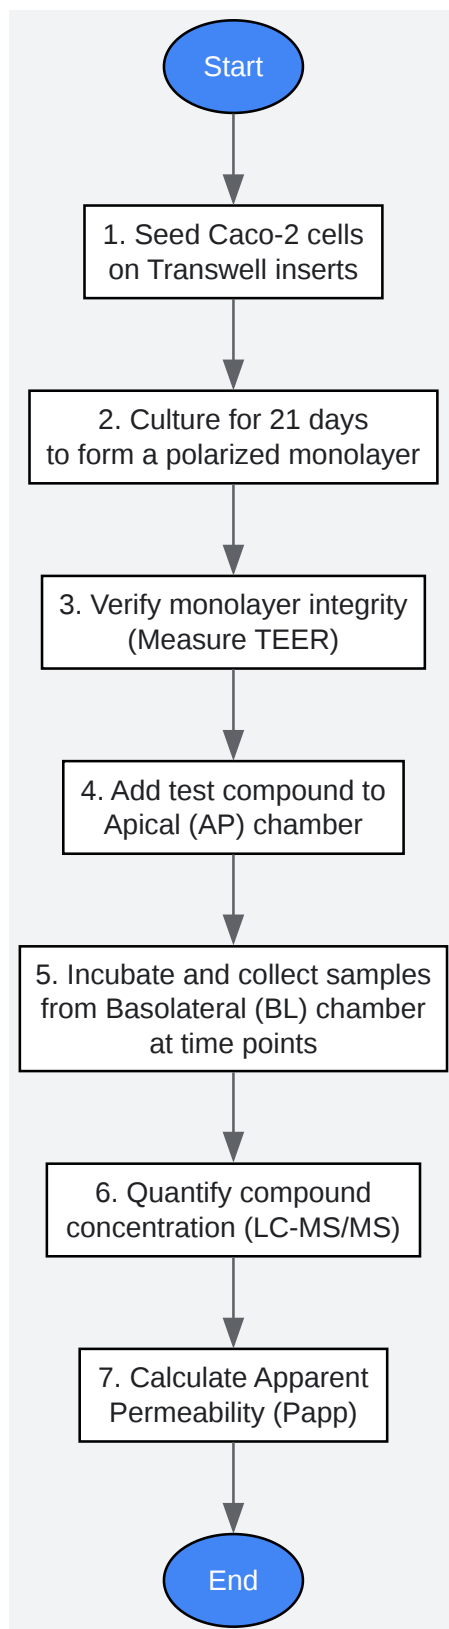 Start
1. Seed Caco-2 cells
on Transwell inserts
2. Culture for 21 days
to form a polarized monolayer
3. Verify monolayer integrity
(Measure TEER)
4. Add test compound to
Apical (AP) chamber
5. Incubate and collect samples
from Basolateral (BL) chamber
at time points
6. Quantify compound
concentration (LC-MS/MS)
7. Calculate Apparent
Permeability (Papp)
End